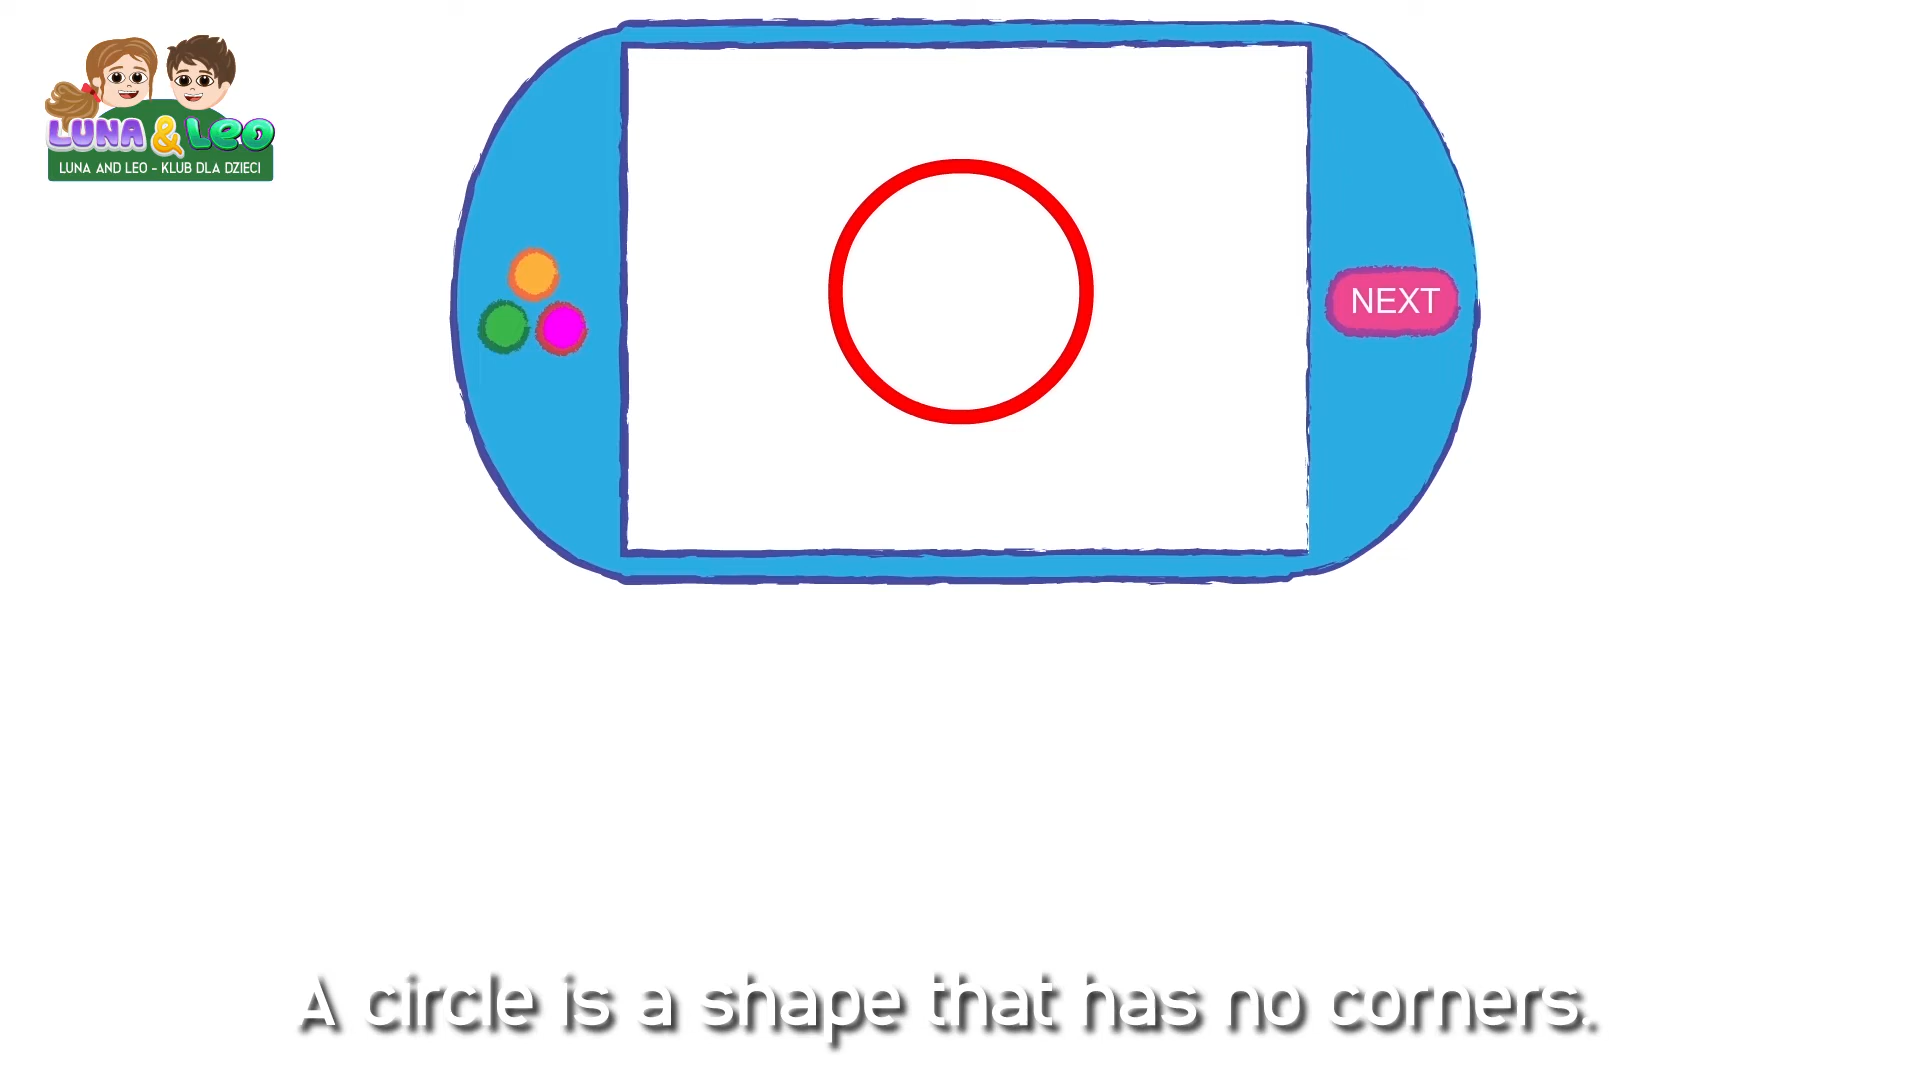 LUNA & LEO
LUNA AND LEO - KLUB DLA DZIECI
NEXT
A circle is a shape that has no corners.